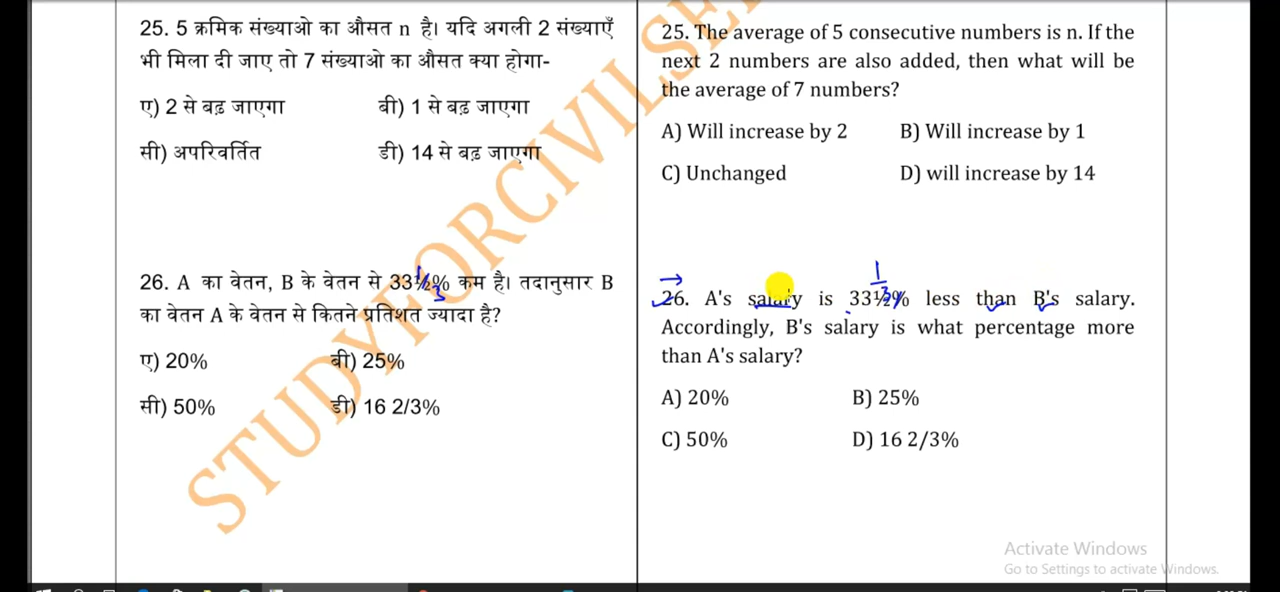 25. 5 क्रमिक संख्याओ का औसत n है। यदि अगली 2 संख्याएँ
भी मिला दी जाए तो 7 संख्याओ का औसत क्या होगा-
ए) 2 से बढ़ जाएगा बी) 1 से बढ़ जाएगा
सी) अपरिवर्तित डी) 14 से बढ़ जाएगा
26. A का वेतन, B के वेतन से 33½% कम है। तदानुसार B
1/3
का वेतन A के वेतन से कितने प्रतिशत ज्यादा है?
ए) 20% बी) 25%
सी) 50% डी) 16 2/3%
25. The average of 5 consecutive numbers is n. If the
next 2 numbers are also added, then what will be
the average of 7 numbers?
A) Will increase by 2 B) Will increase by 1
C) Unchanged D) will increase by 14
1/3
26. A's salary is 33½% less than B's salary.
Accordingly, B's salary is what percentage more
than A's salary?
A) 20% B) 25%
C) 50% D) 16 2/3%
Activate Windows
Go to Settings to activate Windows.